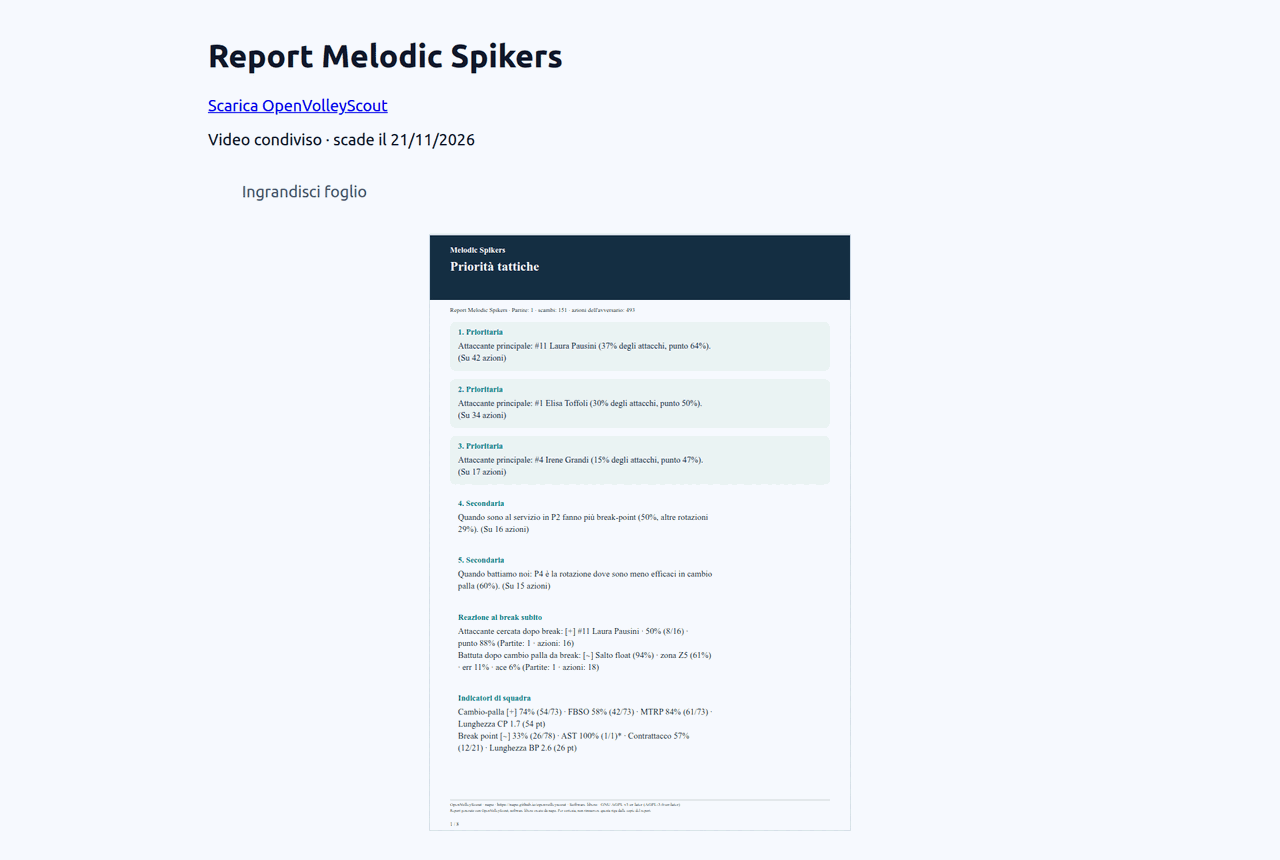 Report Melodic Spikers
Scarica OpenVolleyScout
Video condiviso · scade il 21/11/2026
Ingrandisci foglio
Melodic Spikers
Priorità tattiche
Report Melodic Spikers · Partite: 1 · scambi: 151 · azioni dell'avversario: 493
1. Prioritaria
Attaccante principale: #11 Laura Pausini (37% degli attacchi, punto 64%).
(Su 42 azioni)
2. Prioritaria
Attaccante principale: #1 Elisa Toffoli (30% degli attacchi, punto 50%).
(Su 34 azioni)
3. Prioritaria
Attaccante principale: #4 Irene Grandi (15% degli attacchi, punto 47%).
(Su 17 azioni)
4. Secondaria
Quando sono al servizio in P2 fanno più break-point (50%, altre rotazioni
29%). (Su 16 azioni)
5. Secondaria
Quando battiamo noi: P4 è la rotazione dove sono meno efficaci in cambio
palla (60%). (Su 15 azioni)
Reazione al break subito
Attaccante cercata dopo break: [+] #11 Laura Pausini · 50% (8/16) ·
punto 88% (Partite: 1 · azioni: 16)
Battuta dopo cambio palla da break: [~] Salto float (94%) · zona Z5 (61%)
· err 11% · ace 6% (Partite: 1 · azioni: 18)
Indicatori di squadra
Cambio-palla [+] 74% (54/73) · FBSO 58% (42/73) · MTRP 84% (61/73) ·
Lunghezza CP 1.7 (54 pt)
Break point [~] 33% (26/78) · AST 100% (1/1)* · Contrattacco 57%
(12/21) · Lunghezza BP 2.6 (26 pt)